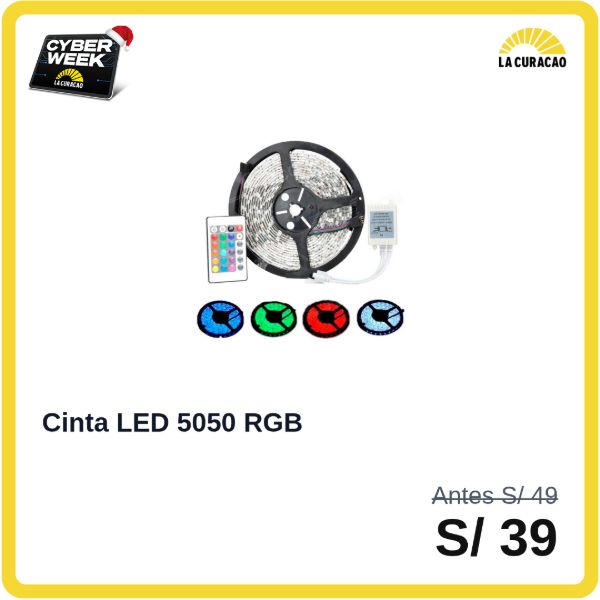 CYBER
WEEK
LA CURACAO
LA CURACAO
Cinta LED 5050 RGB
Antes S/ 49
S/ 39